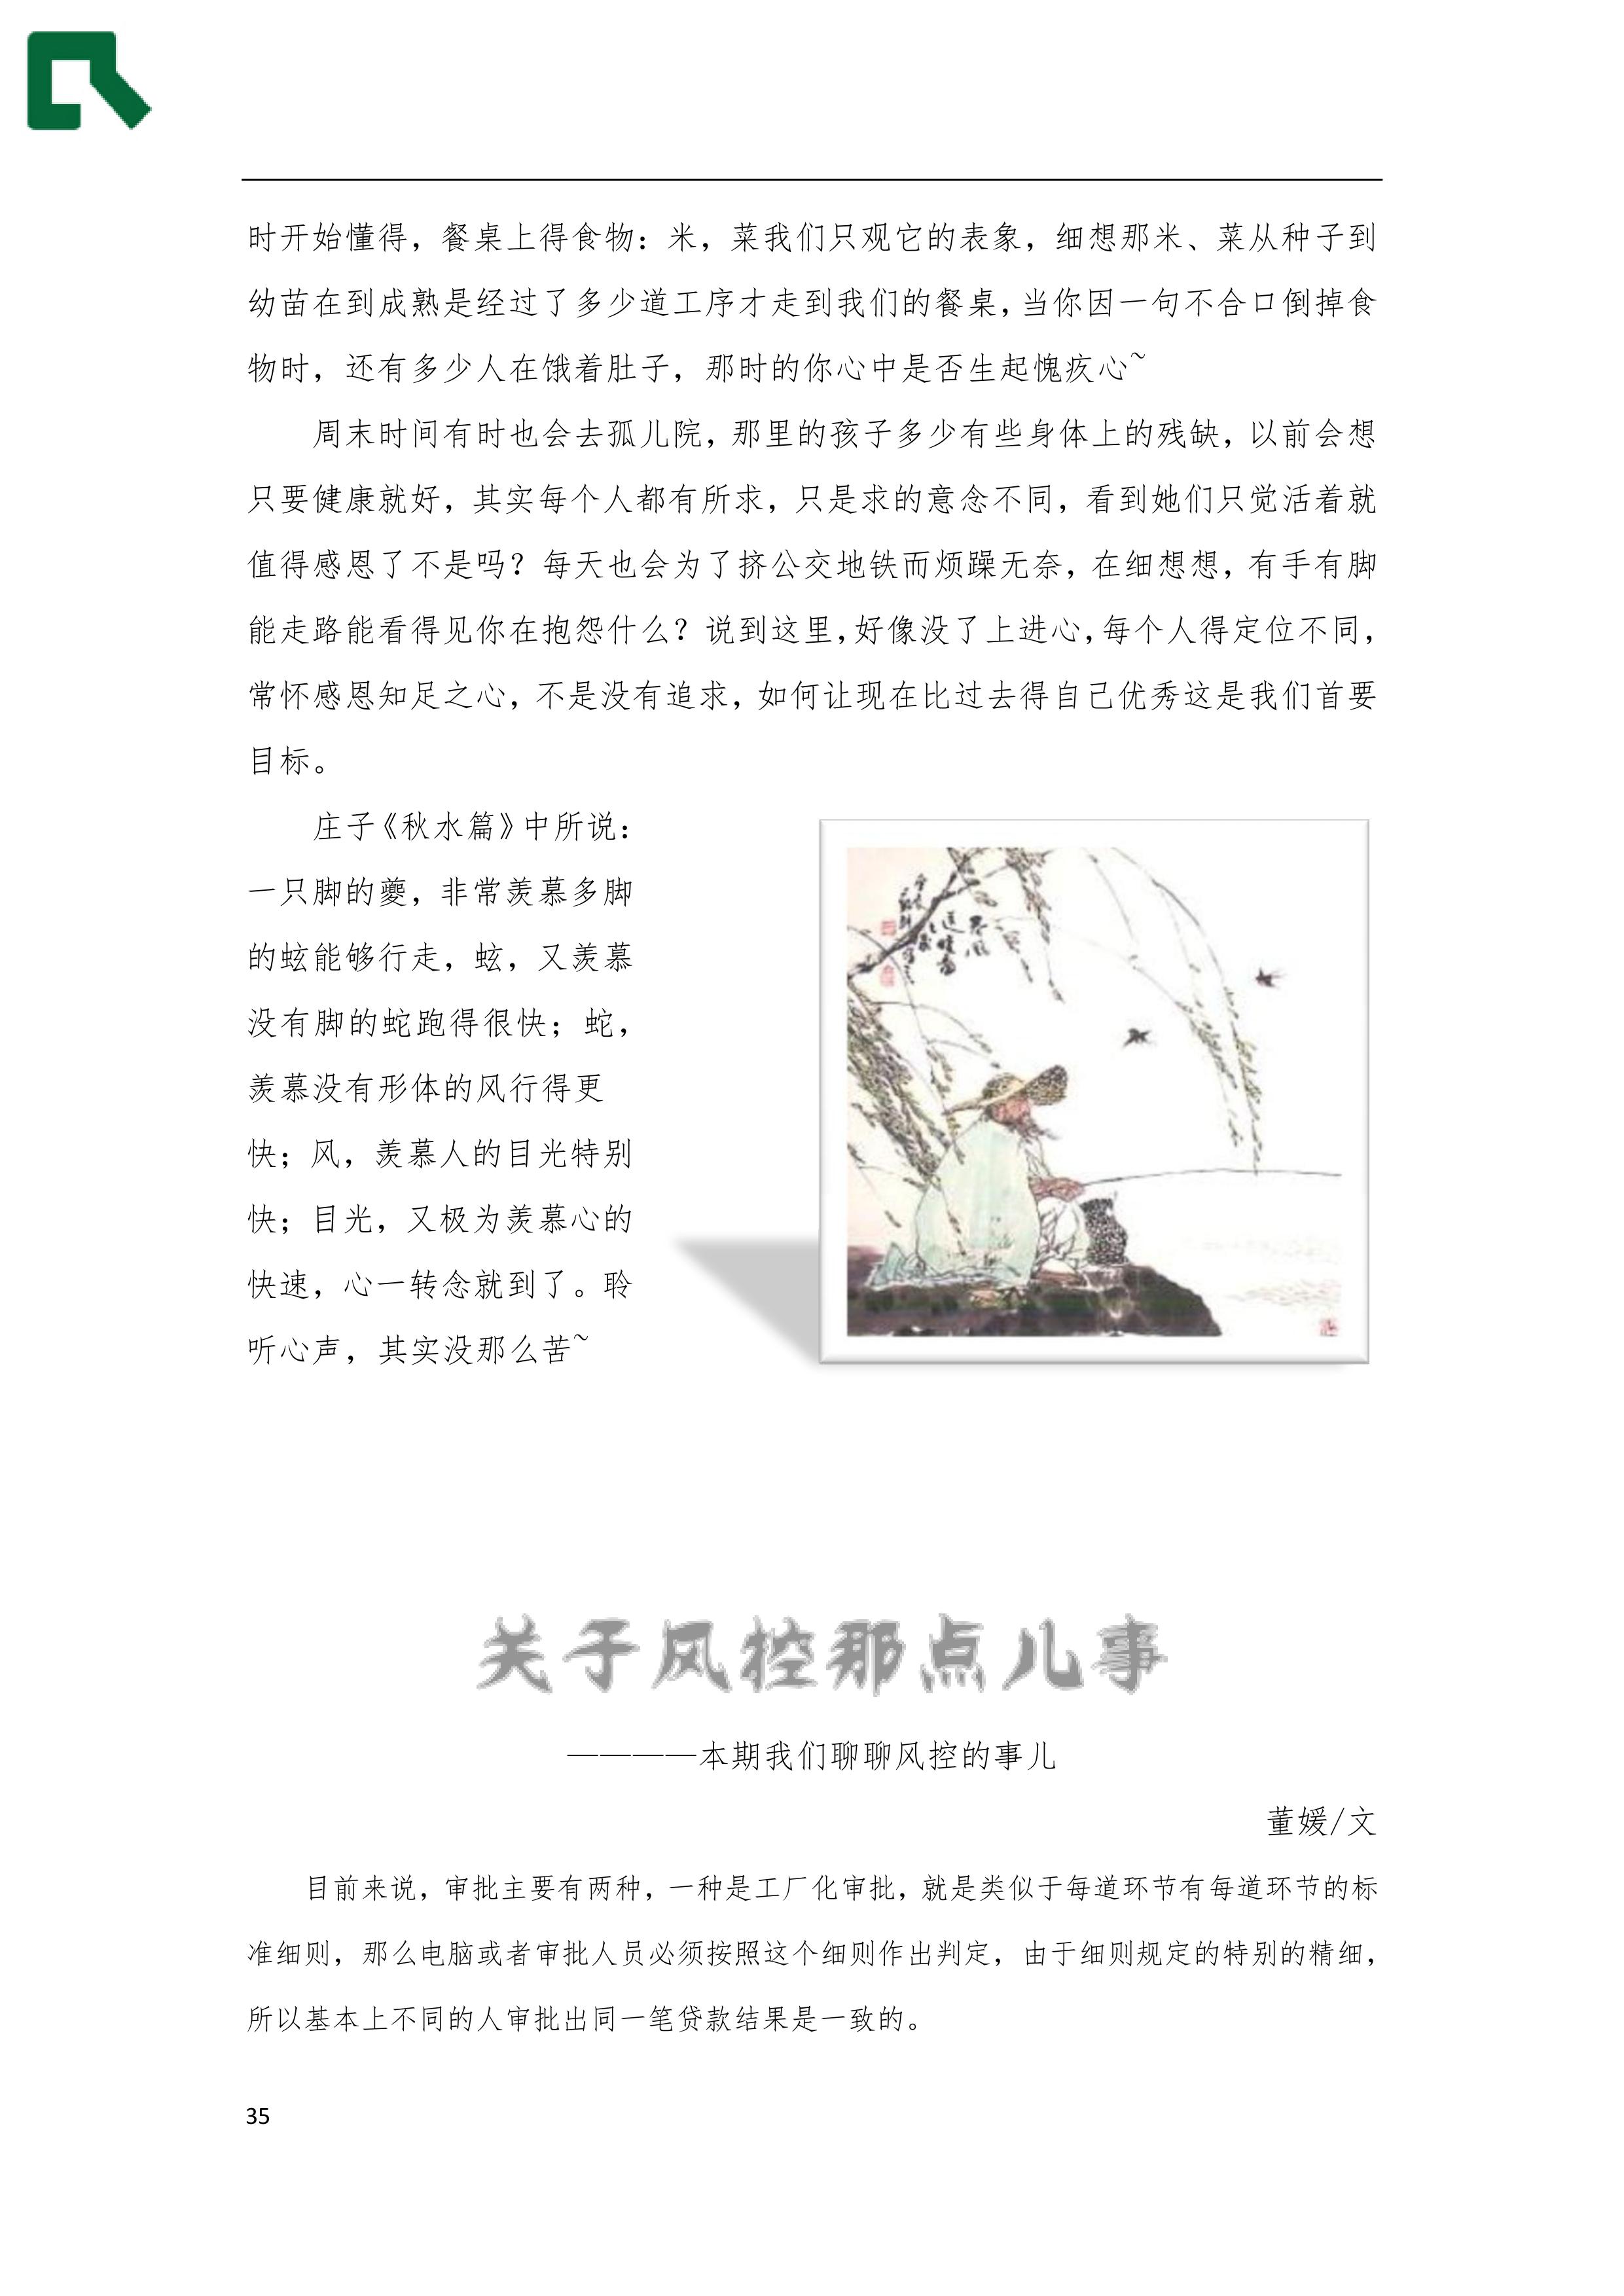 时开始懂得，餐桌上得食物：米，菜我们只观它的表象，细想那米、菜从种子到
幼苗在到成熟是经过了多少道工序才走到我们的餐桌，当你因一句不合口倒掉食
物时，还有多少人在饿着肚子，那时的你心中是否生起愧疚心~
周末时间有时也会去孤儿院，那里的孩子多少有些身体上的残缺，以前会想
只要健康就好，其实每个人都有所求，只是求的意念不同，看到她们只觉活着就
值得感恩了不是吗？每天也会为了挤公交地铁而烦躁无奈，在细想想，有手有脚
能走路能看得见你在抱怨什么？说到这里，好像没了上进心，每个人得定位不同，
常怀感恩知足之心，不是没有追求，如何让现在比过去得自己优秀这是我们首要
目标。
庄子《秋水篇》中所说：
一只脚的夔，非常羡慕多脚
的蚿能够行走，蚿，又羡慕
没有脚的蛇跑得很快；蛇，
羡慕没有形体的风行得更
快；风，羡慕人的目光特别
快；目光，又极为羡慕心的
快速，心一转念就到了。聆
听心声，其实没那么苦~
关于风控那点儿事
————本期我们聊聊风控的事儿
董媛/文
目前来说，审批主要有两种，一种是工厂化审批，就是类似于每道环节有每道环节的标
准细则，那么电脑或者审批人员必须按照这个细则作出判定，由于细则规定的特别的精细，
所以基本上不同的人审批出同一笔贷款结果是一致的。
35